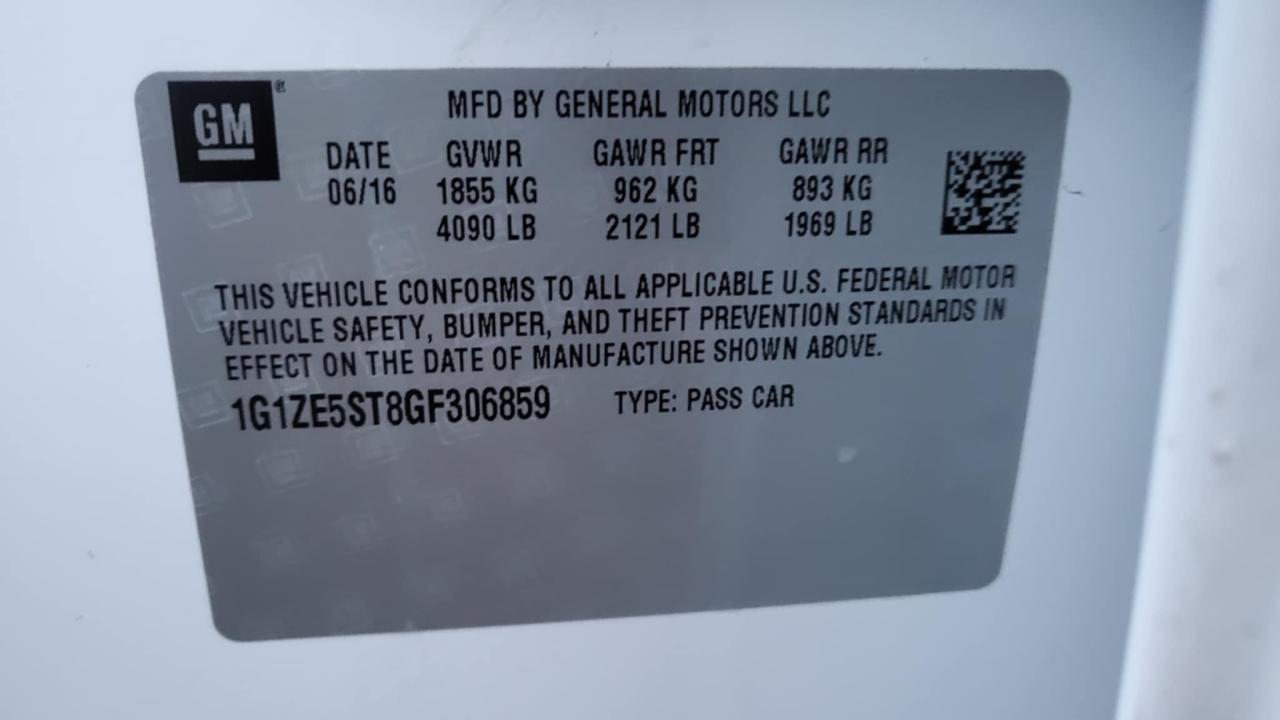 GM ®
MFD BY GENERAL MOTORS LLC
DATE GVWR GAWR FRT GAWR RR
06/16 1855 KG 962 KG 893 KG
4090 LB 2121 LB 1969 LB
THIS VEHICLE CONFORMS TO ALL APPLICABLE U.S. FEDERAL MOTOR
VEHICLE SAFETY, BUMPER, AND THEFT PREVENTION STANDARDS IN
EFFECT ON THE DATE OF MANUFACTURE SHOWN ABOVE.
1G1ZE5ST8GF306859 TYPE: PASS CAR